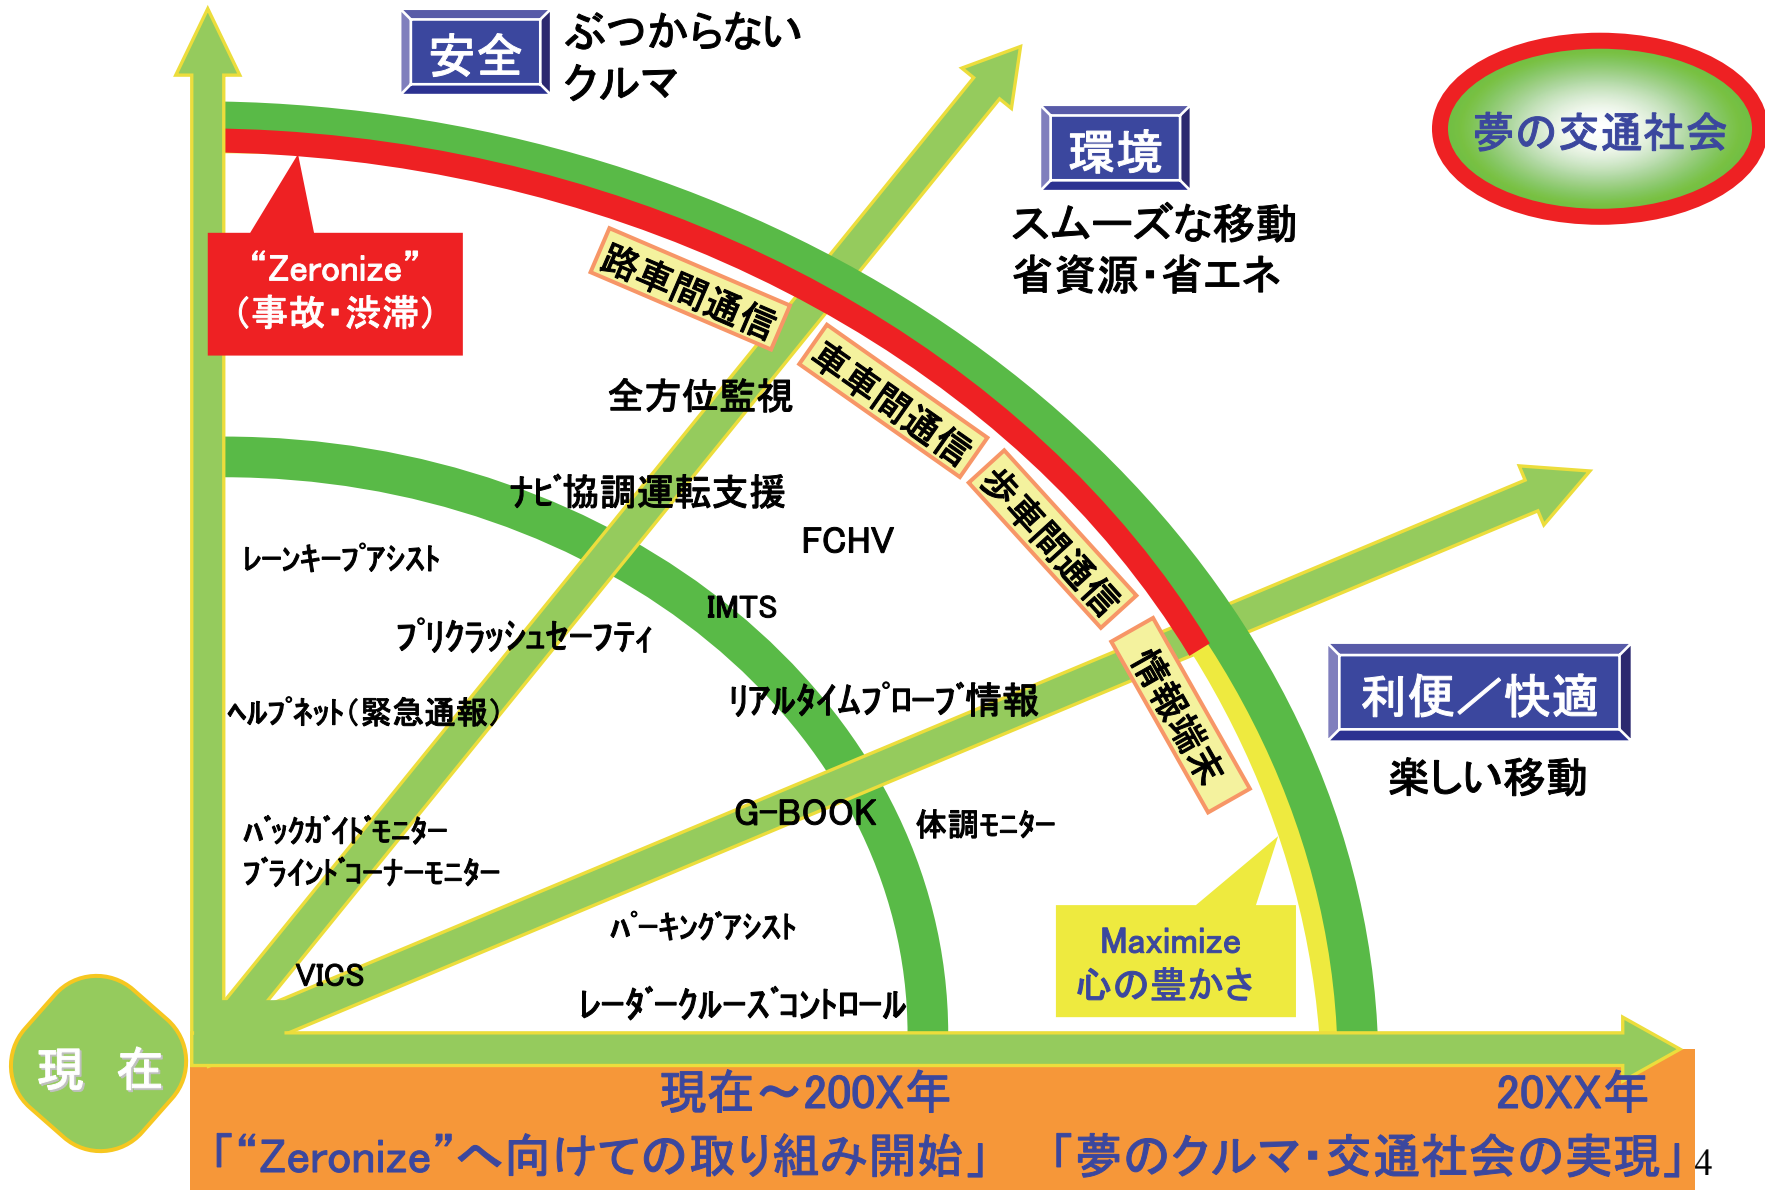 安全
ぶつからない
クルマ
環境
スムーズな移動
省資源・省エネ
夢の交通社会
“Zeronize”
（事故・渋滞）
路車間通信
車車間通信
歩車間通信
情報端末
全方位監視
ナビ協調運転支援
FCHV
レーンキープアシスト
IMTS
プリクラッシュセーフティ
リアルタイムプローブ情報
ヘルプネット（緊急通報）
利便／快適
楽しい移動
G-BOOK
体調モニター
バックガイドモニター
ブラインドコーナーモニター
パーキングアシスト
Maximize
心の豊かさ
VICS
レーダークルーズコントロール
現 在
現在～200X年
20XX年
「“Zeronize”へ向けての取り組み開始」
「夢のクルマ・交通社会の実現」
4